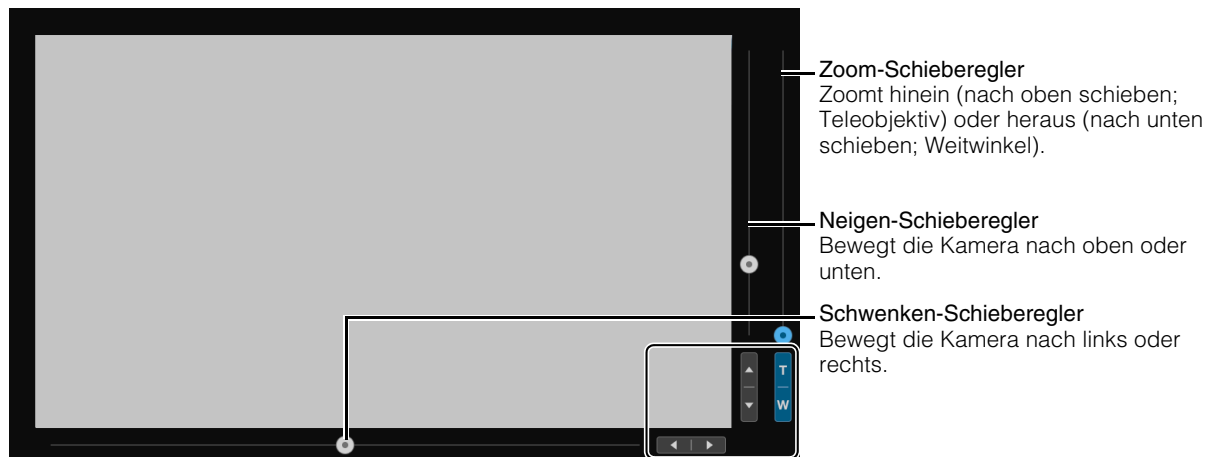 Zoom-Schieberegler
Zoomt hinein (nach oben schieben;
Teleobjektiv) oder heraus (nach unten
schieben; Weitwinkel).
Neigen-Schieberegler
Bewegt die Kamera nach oben oder
unten.
Schwenken-Schieberegler
Bewegt die Kamera nach links oder
rechts.
T
W